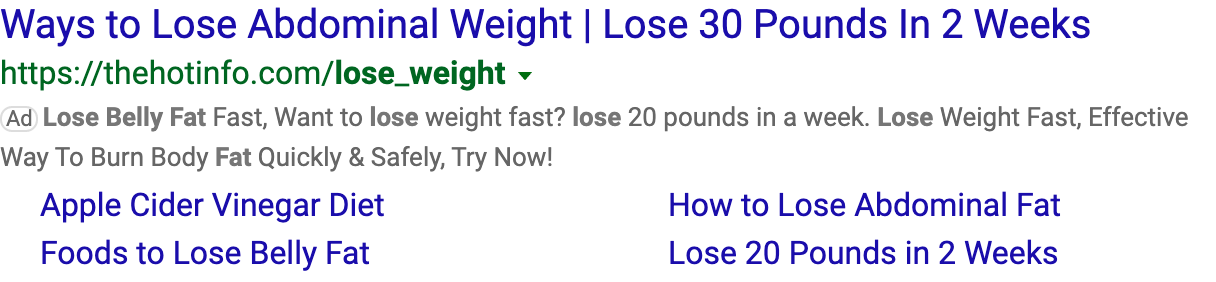 Ways to Lose Abdominal Weight | Lose 30 Pounds In 2 Weeks
https://thehotinfo.com/lose_weight
Ad Lose Belly Fat Fast, Want to lose weight fast? lose 20 pounds in a week. Lose Weight Fast, Effective
Way To Burn Body Fat Quickly & Safely, Try Now!
Apple Cider Vinegar Diet
How to Lose Abdominal Fat
Foods to Lose Belly Fat
Lose 20 Pounds in 2 Weeks